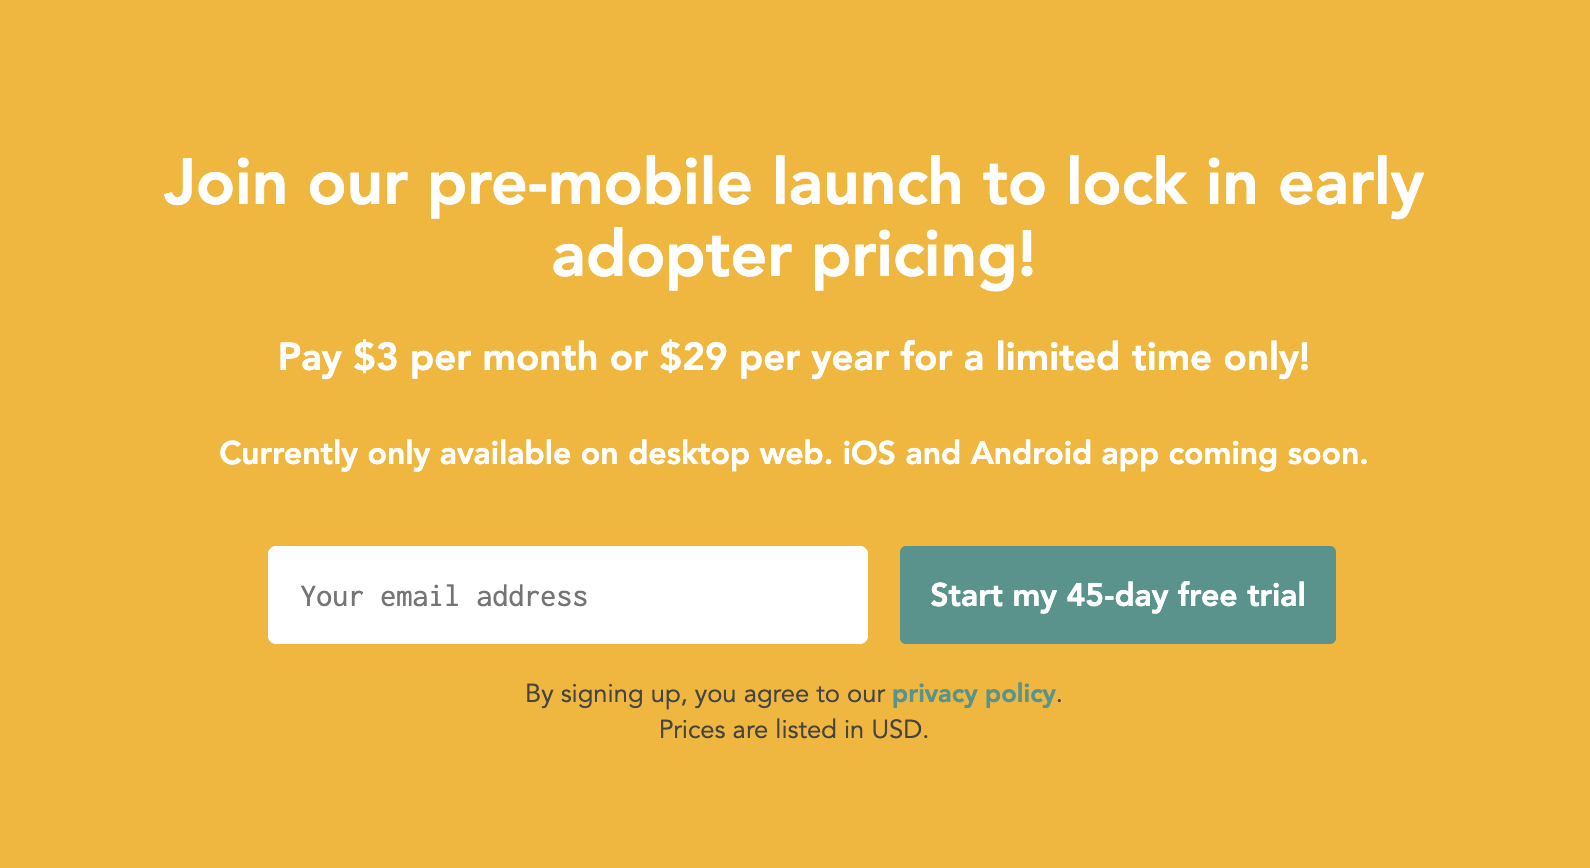 Join our pre-mobile launch to lock in early
adopter pricing!
Pay $3 per month or $29 per year for a limited time only!
Currently only available on desktop web. iOS and Android app coming soon.
Your email address
Start my 45-day free trial
By signing up, you agree to our privacy policy.
Prices are listed in USD.